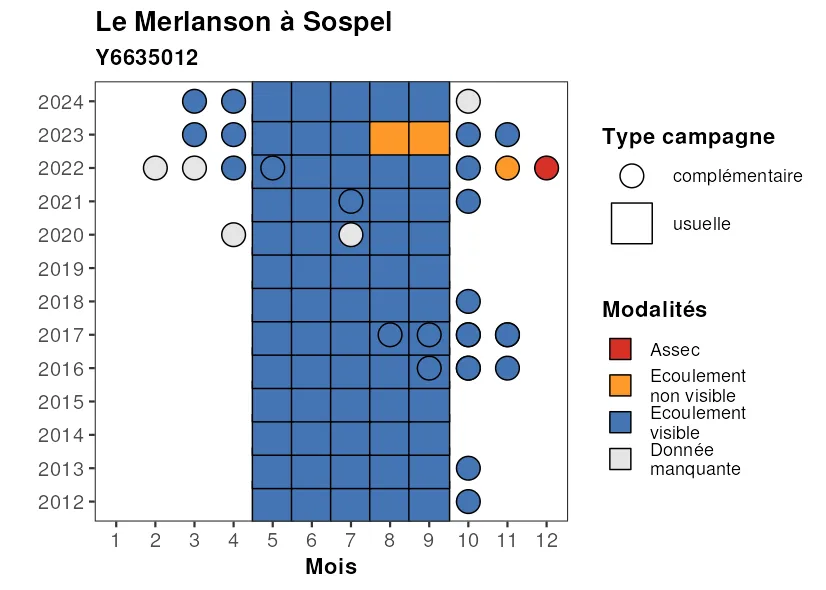 Le Merlanson à Sospel
Y6635012
2024
2023
2022
2021
2020
2019
2018
2017
2016
2015
2014
2013
2012
1 2 3 4 5 6 7 8 9 10 11 12
Mois
Type campagne
complémentaire
usuelle
Modalités
Assec
Ecoulement
non visible
Ecoulement
visible
Donnée
manquante